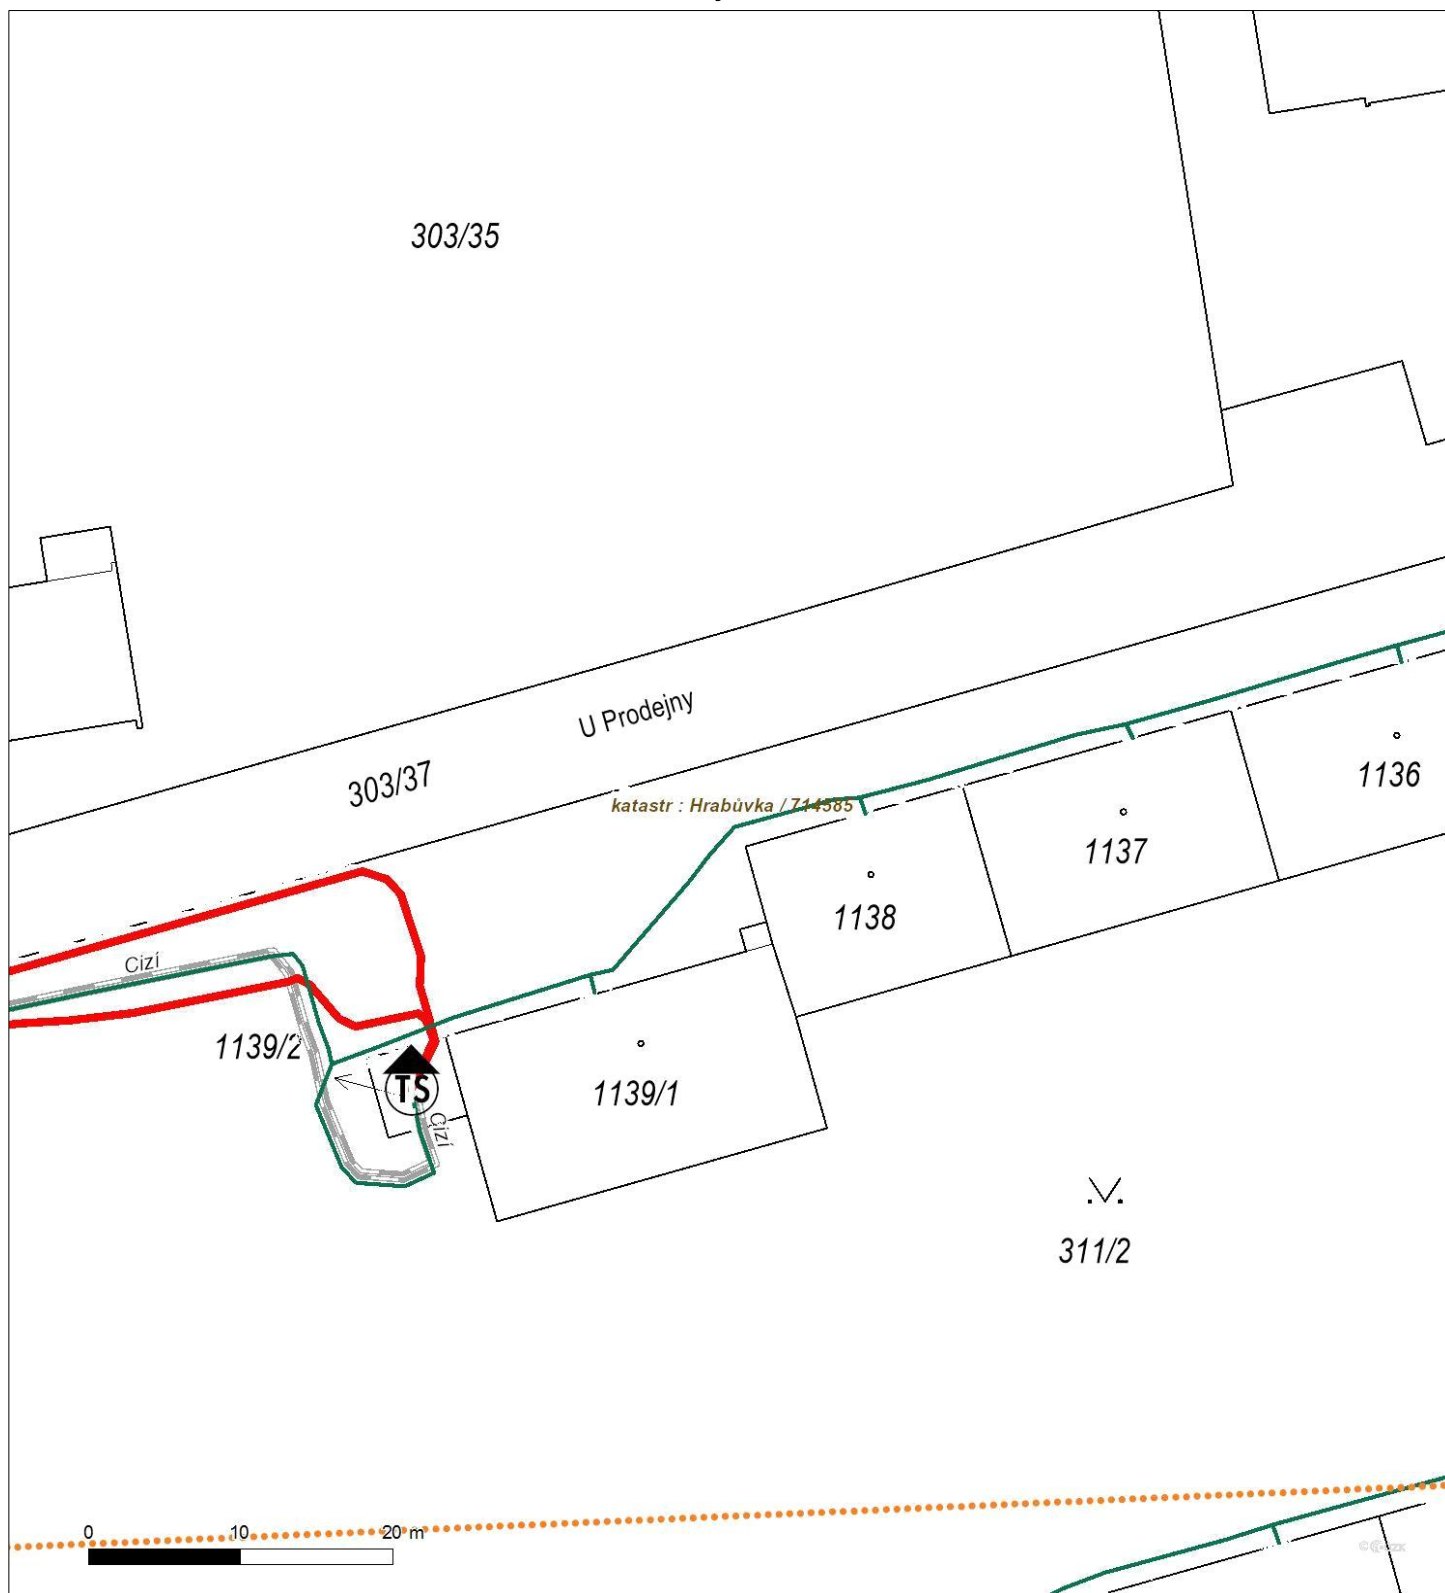 303/35
U Prodejny
303/37
katastr : Hrabůvka / 714585
1136
1137
1138
Cizí
1139/2
TS
1139/1
Cizí
311/2
0 10 20 m